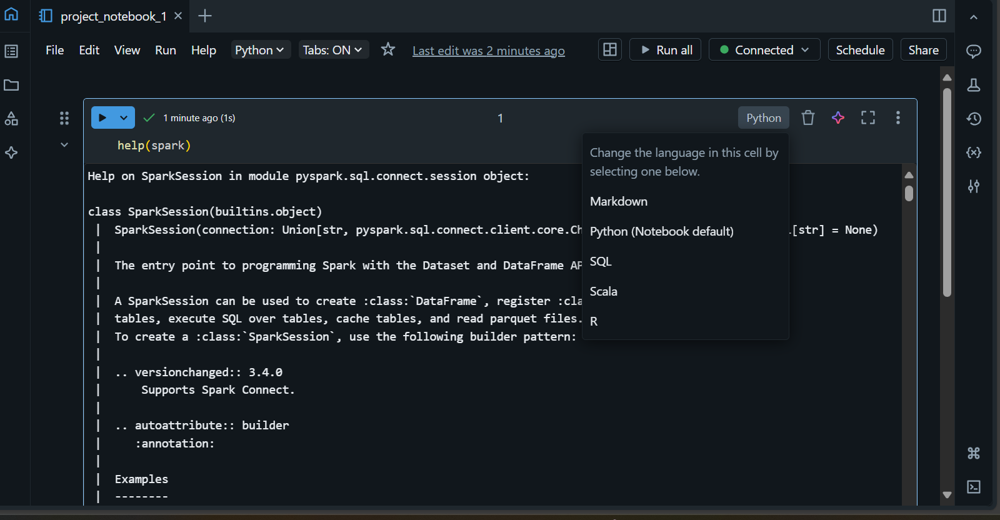 project_notebook_1
File Edit View Run Help Python Tabs: ON Last edit was 2 minutes ago Run all Connected Schedule Share
1 minute ago (1s) 1 Python
help(spark)
Change the language in this cell by
selecting one below.
Markdown
Python (Notebook default)
SQL
Scala
R
Help on SparkSession in module pyspark.sql.connect.session object:
class SparkSession(builtins.object)
| SparkSession(connection: Union[str, pyspark.sql.connect.client.core.Ch [str] = None)
|
| The entry point to programming Spark with the Dataset and DataFrame AP
|
| A SparkSession can be used to create :class:`DataFrame`, register :cla
| tables, execute SQL over tables, cache tables, and read parquet files.
| To create a :class:`SparkSession`, use the following builder pattern:
|
| .. versionchanged:: 3.4.0
| Supports Spark Connect.
|
| .. autoattribute:: builder
| :annotation:
|
| Examples
| --------